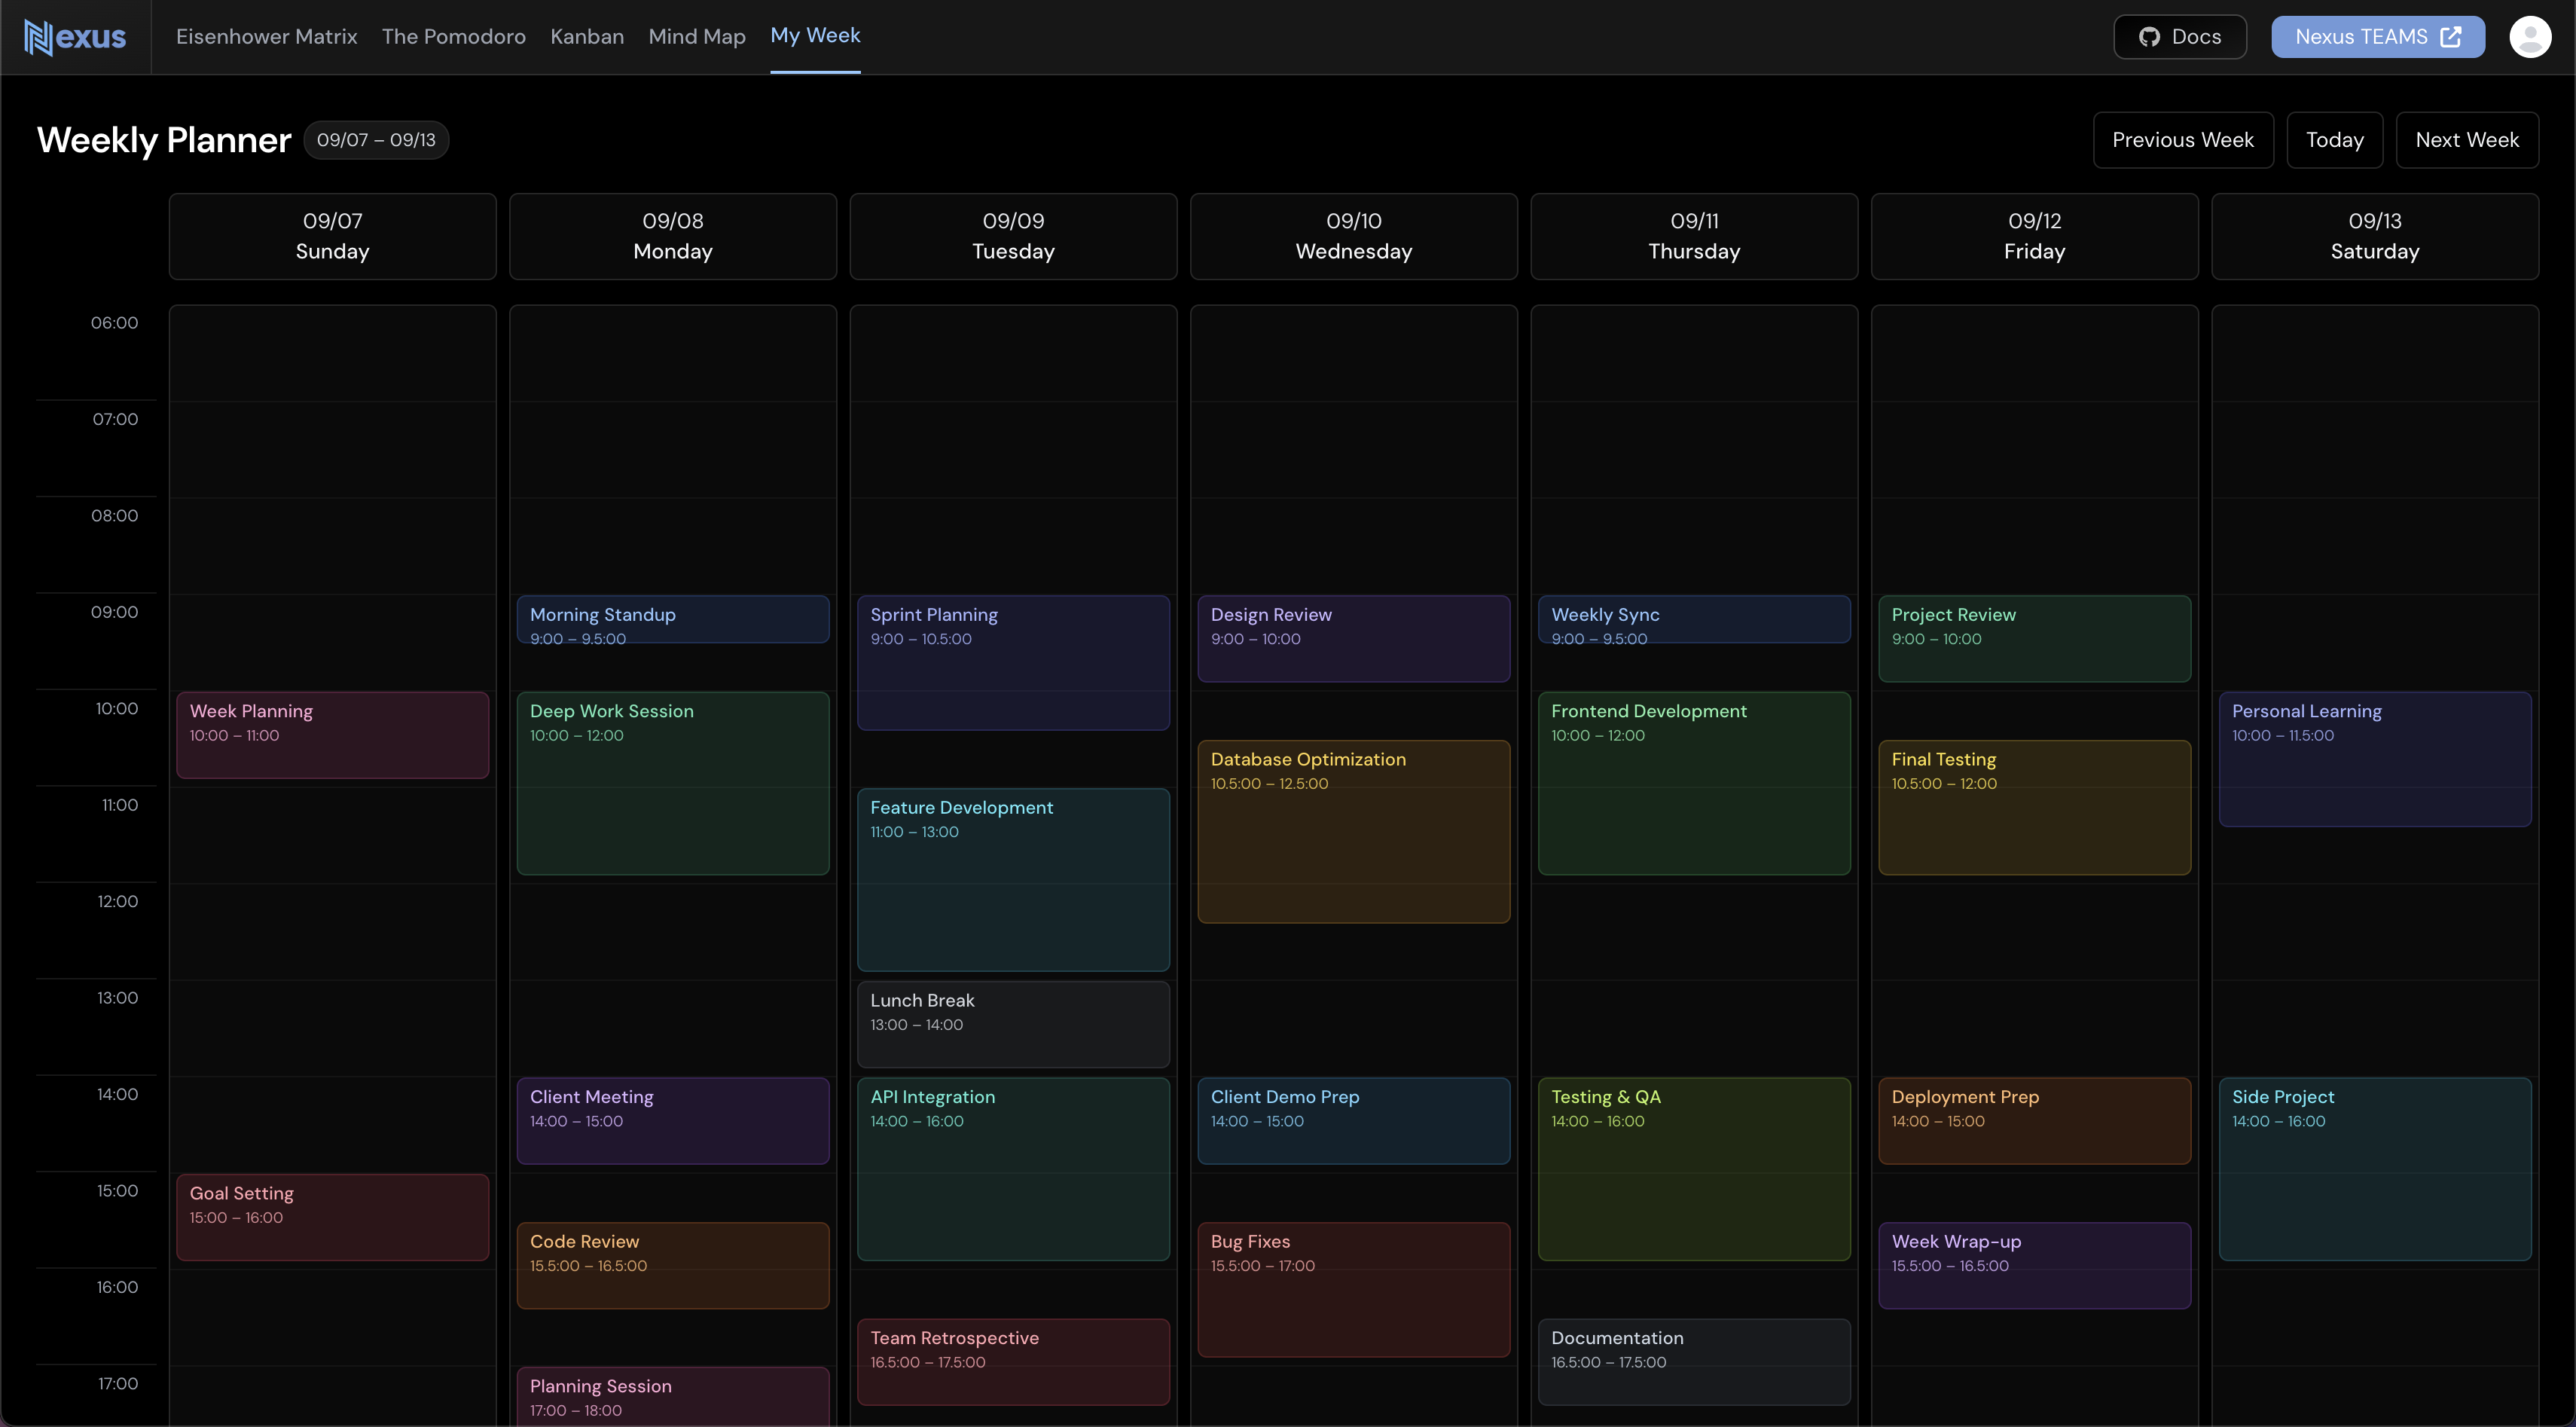 Nexus
Eisenhower Matrix
The Pomodoro
Kanban
Mind Map
My Week
Docs
Nexus TEAMS
Weekly Planner
09/07 – 09/13
Previous Week
Today
Next Week
09/07
Sunday
09/08
Monday
09/09
Tuesday
09/10
Wednesday
09/11
Thursday
09/12
Friday
09/13
Saturday
06:00
07:00
08:00
09:00
10:00
11:00
12:00
13:00
14:00
15:00
16:00
17:00
Week Planning
10:00 – 11:00
Goal Setting
15:00 – 16:00
Morning Standup
9:00 – 9.5:00
Deep Work Session
10:00 – 12:00
Client Meeting
14:00 – 15:00
Code Review
15.5:00 – 16.5:00
Planning Session
17:00 – 18:00
Sprint Planning
9:00 – 10.5:00
Feature Development
11:00 – 13:00
Lunch Break
13:00 – 14:00
API Integration
14:00 – 16:00
Team Retrospective
16.5:00 – 17.5:00
Design Review
9:00 – 10:00
Database Optimization
10.5:00 – 12.5:00
Client Demo Prep
14:00 – 15:00
Bug Fixes
15.5:00 – 17:00
Weekly Sync
9:00 – 9.5:00
Frontend Development
10:00 – 12:00
Testing & QA
14:00 – 16:00
Documentation
16.5:00 – 17.5:00
Project Review
9:00 – 10:00
Final Testing
10.5:00 – 12:00
Deployment Prep
14:00 – 15:00
Week Wrap-up
15.5:00 – 16.5:00
Personal Learning
10:00 – 11.5:00
Side Project
14:00 – 16:00